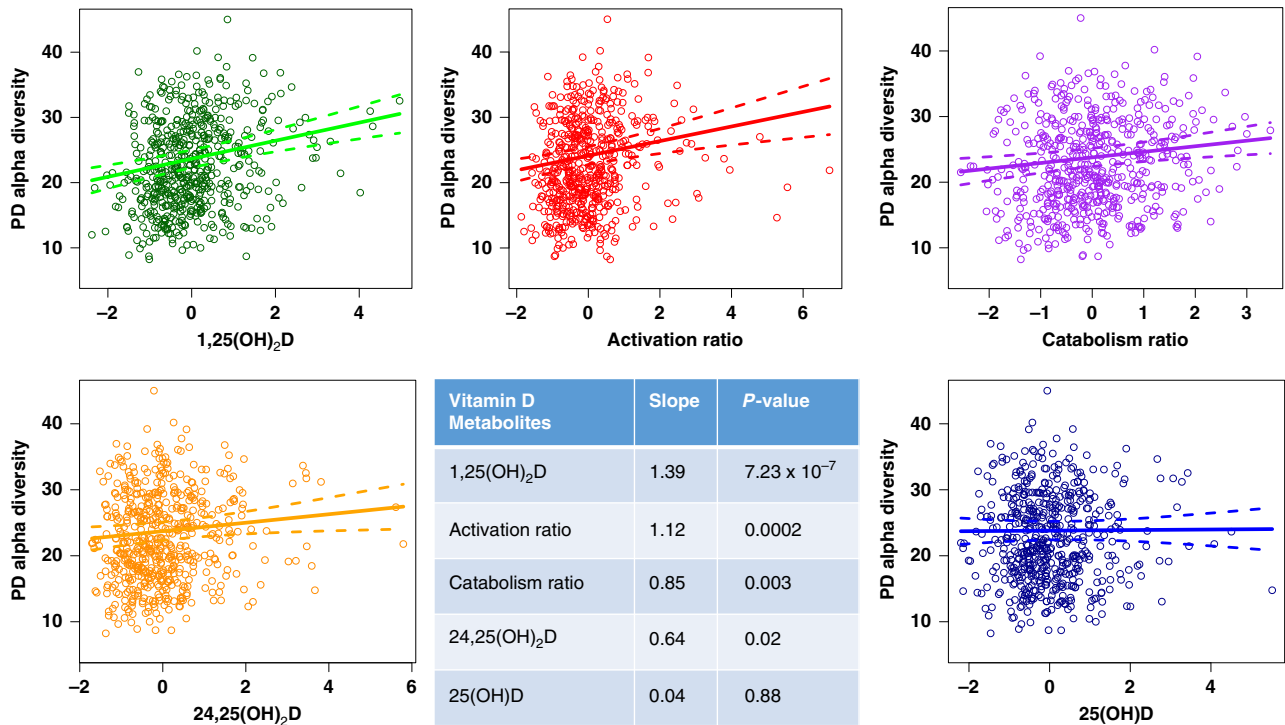 PD alpha diversity
40
30
20
10
–2 0 2 4
1,25(OH)₂D
PD alpha diversity
40
30
20
10
–2 0 2 4 6
Activation ratio
PD alpha diversity
40
30
20
10
–2 –1 0 1 2 3
Catabolism ratio
PD alpha diversity
40
30
20
10
–2 0 2 4 6
24,25(OH)₂D
Vitamin D Slope P-value
Metabolites
1,25(OH)₂D 1.39 7.23 x 10⁻⁷
Activation ratio 1.12 0.0002
Catabolism ratio 0.85 0.003
24,25(OH)₂D 0.64 0.02
25(OH)D 0.04 0.88
PD alpha diversity
40
30
20
10
–2 0 2 4
25(OH)D